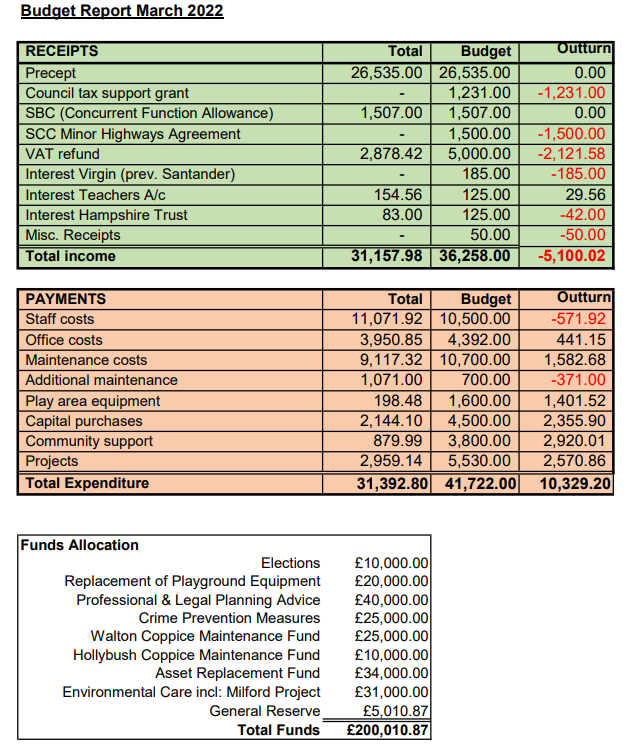 Budget Report March 2022
RECEIPTS Total Budget Outturn
Precept 26,535.00 26,535.00 0.00
Council tax support grant - 1,231.00 -1,231.00
SBC (Concurrent Function Allowance) 1,507.00 1,507.00 0.00
SCC Minor Highways Agreement - 1,500.00 -1,500.00
VAT refund 2,878.42 5,000.00 -2,121.58
Interest Virgin (prev. Santander) - 185.00 -185.00
Interest Teachers A/c 154.56 125.00 29.56
Interest Hampshire Trust 83.00 125.00 -42.00
Misc. Receipts - 50.00 -50.00
Total income 31,157.98 36,258.00 -5,100.02
PAYMENTS Total Budget Outturn
Staff costs 11,071.92 10,500.00 -571.92
Office costs 3,950.85 4,392.00 441.15
Maintenance costs 9,117.32 10,700.00 1,582.68
Additional maintenance 1,071.00 700.00 -371.00
Play area equipment 198.48 1,600.00 1,401.52
Capital purchases 2,144.10 4,500.00 2,355.90
Community support 879.99 3,800.00 2,920.01
Projects 2,959.14 5,530.00 2,570.86
Total Expenditure 31,392.80 41,722.00 10,329.20
Funds Allocation
Elections £10,000.00
Replacement of Playground Equipment £20,000.00
Professional & Legal Planning Advice £40,000.00
Crime Prevention Measures £25,000.00
Walton Coppice Maintenance Fund £25,000.00
Hollybush Coppice Maintenance Fund £10,000.00
Asset Replacement Fund £34,000.00
Environmental Care incl: Milford Project £31,000.00
General Reserve £5,010.87
Total Funds £200,010.87